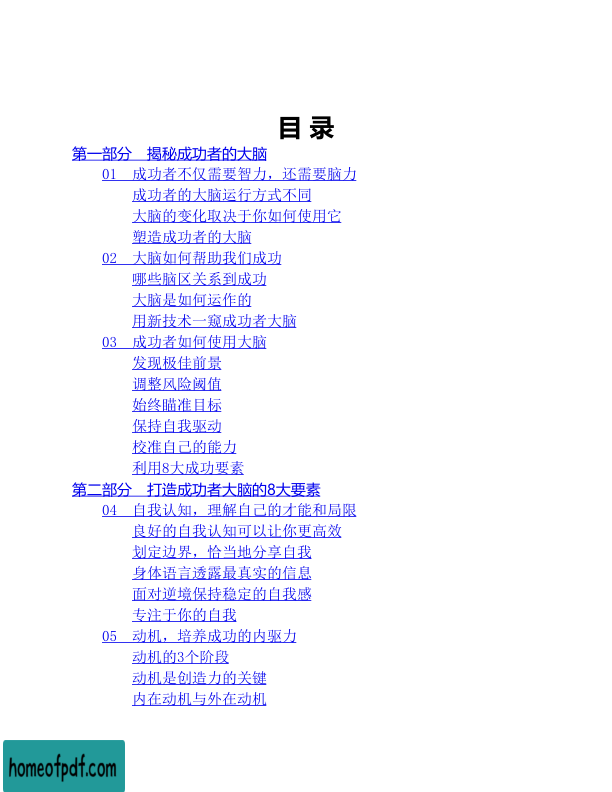 目 录
第一部分 揭秘成功者的大脑
01 成功者不仅需要智力，还需要脑力
成功者的大脑运行方式不同
大脑的变化取决于你如何使用它
塑造成功者的大脑
02 大脑如何帮助我们成功
哪些脑区关系到成功
大脑是如何运作的
用新技术一窥成功者大脑
03 成功者如何使用大脑
发现极佳前景
调整风险阈值
始终瞄准目标
保持自我驱动
校准自己的能力
利用8大成功要素
第二部分 打造成功者大脑的8大要素
04 自我认知，理解自己的才能和局限
良好的自我认知可以让你更高效
划定边界，恰当地分享自我
身体语言透露最真实的信息
面对逆境保持稳定的自我感
专注于你的自我
05 动机，培养成功的内驱力
动机的3个阶段
动机是创造力的关键
内在动机与外在动机
homeofpdf.com